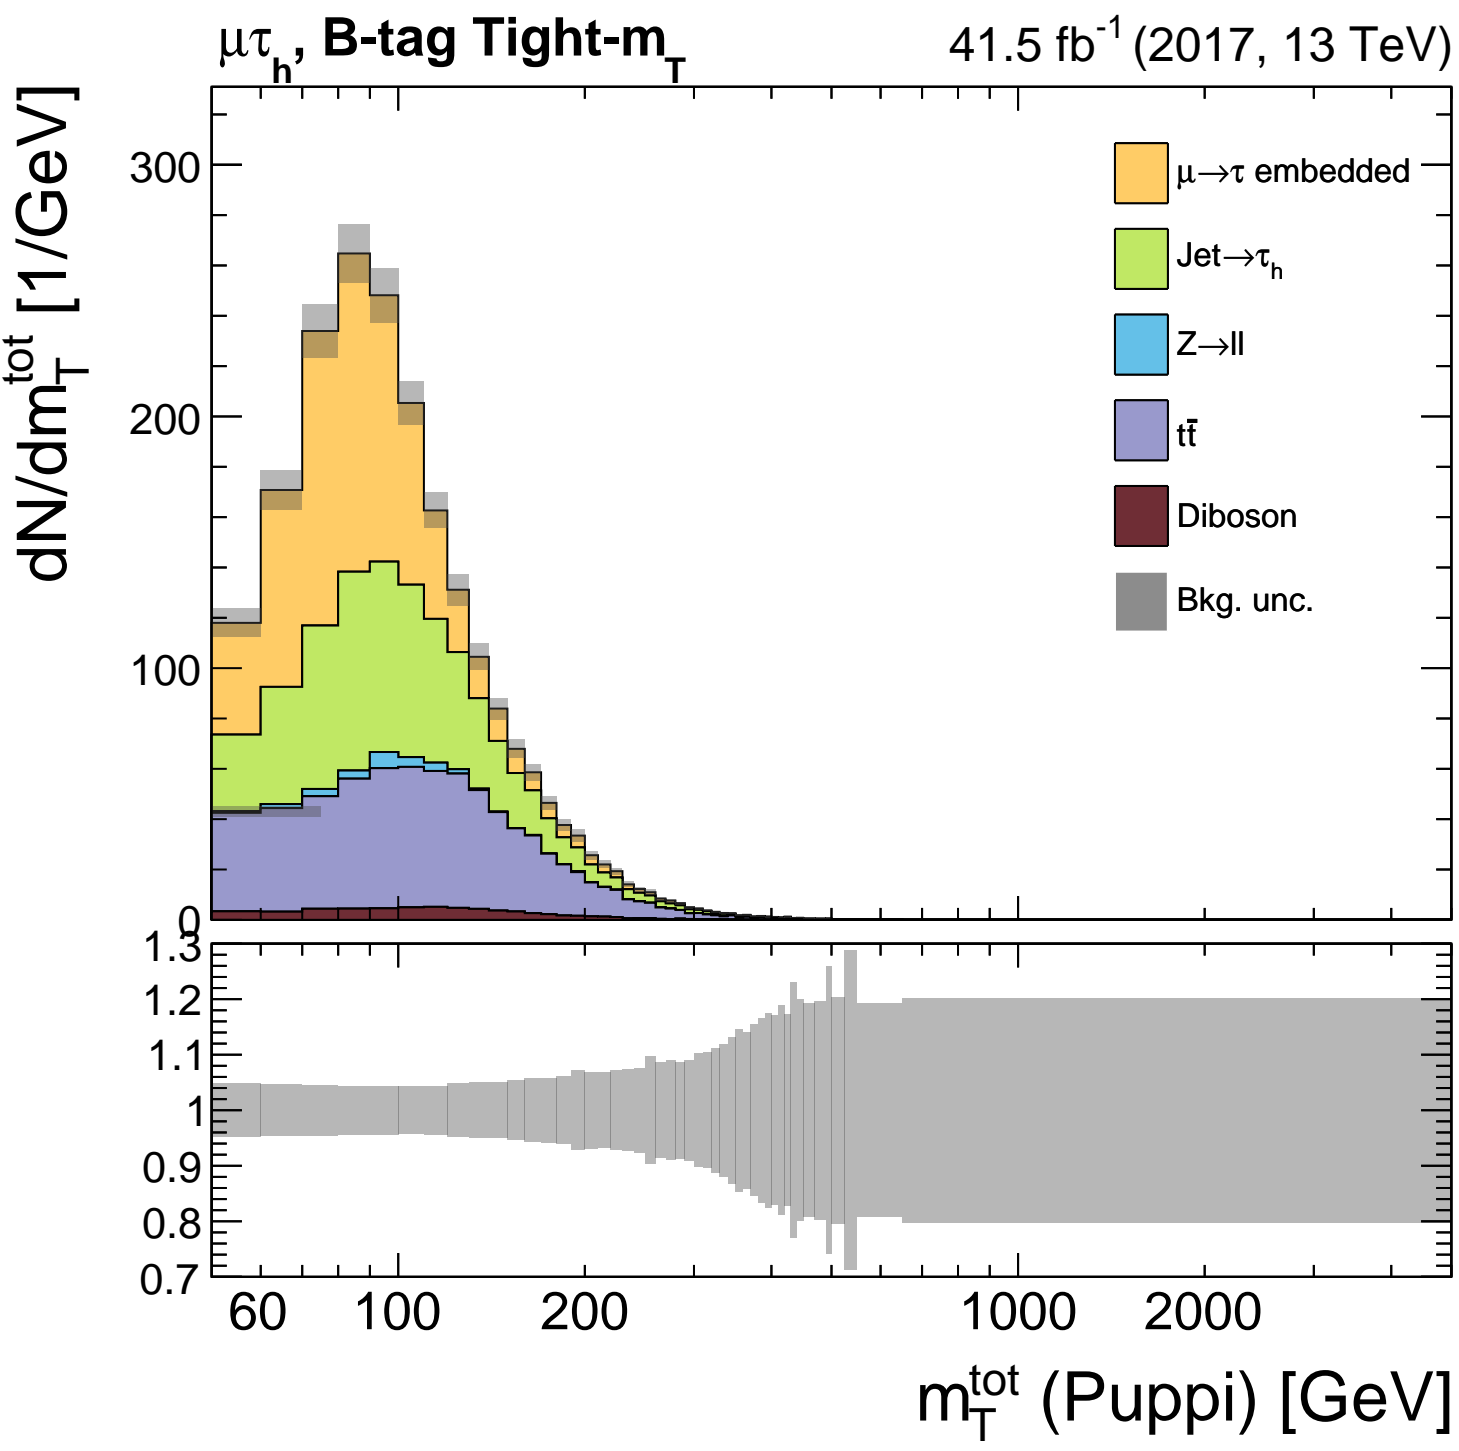 μτh, B-tag Tight-mT
41.5 fb-1 (2017, 13 TeV)
dN/dmTtot [1/GeV]
300
200
100
0
μ→τ embedded
Jet→τh
Z→ll
tt̄
Diboson
Bkg. unc.
1.3
1.2
1.1
1
0.9
0.8
0.7
60 100 200 1000 2000
mTtot (Puppi) [GeV]